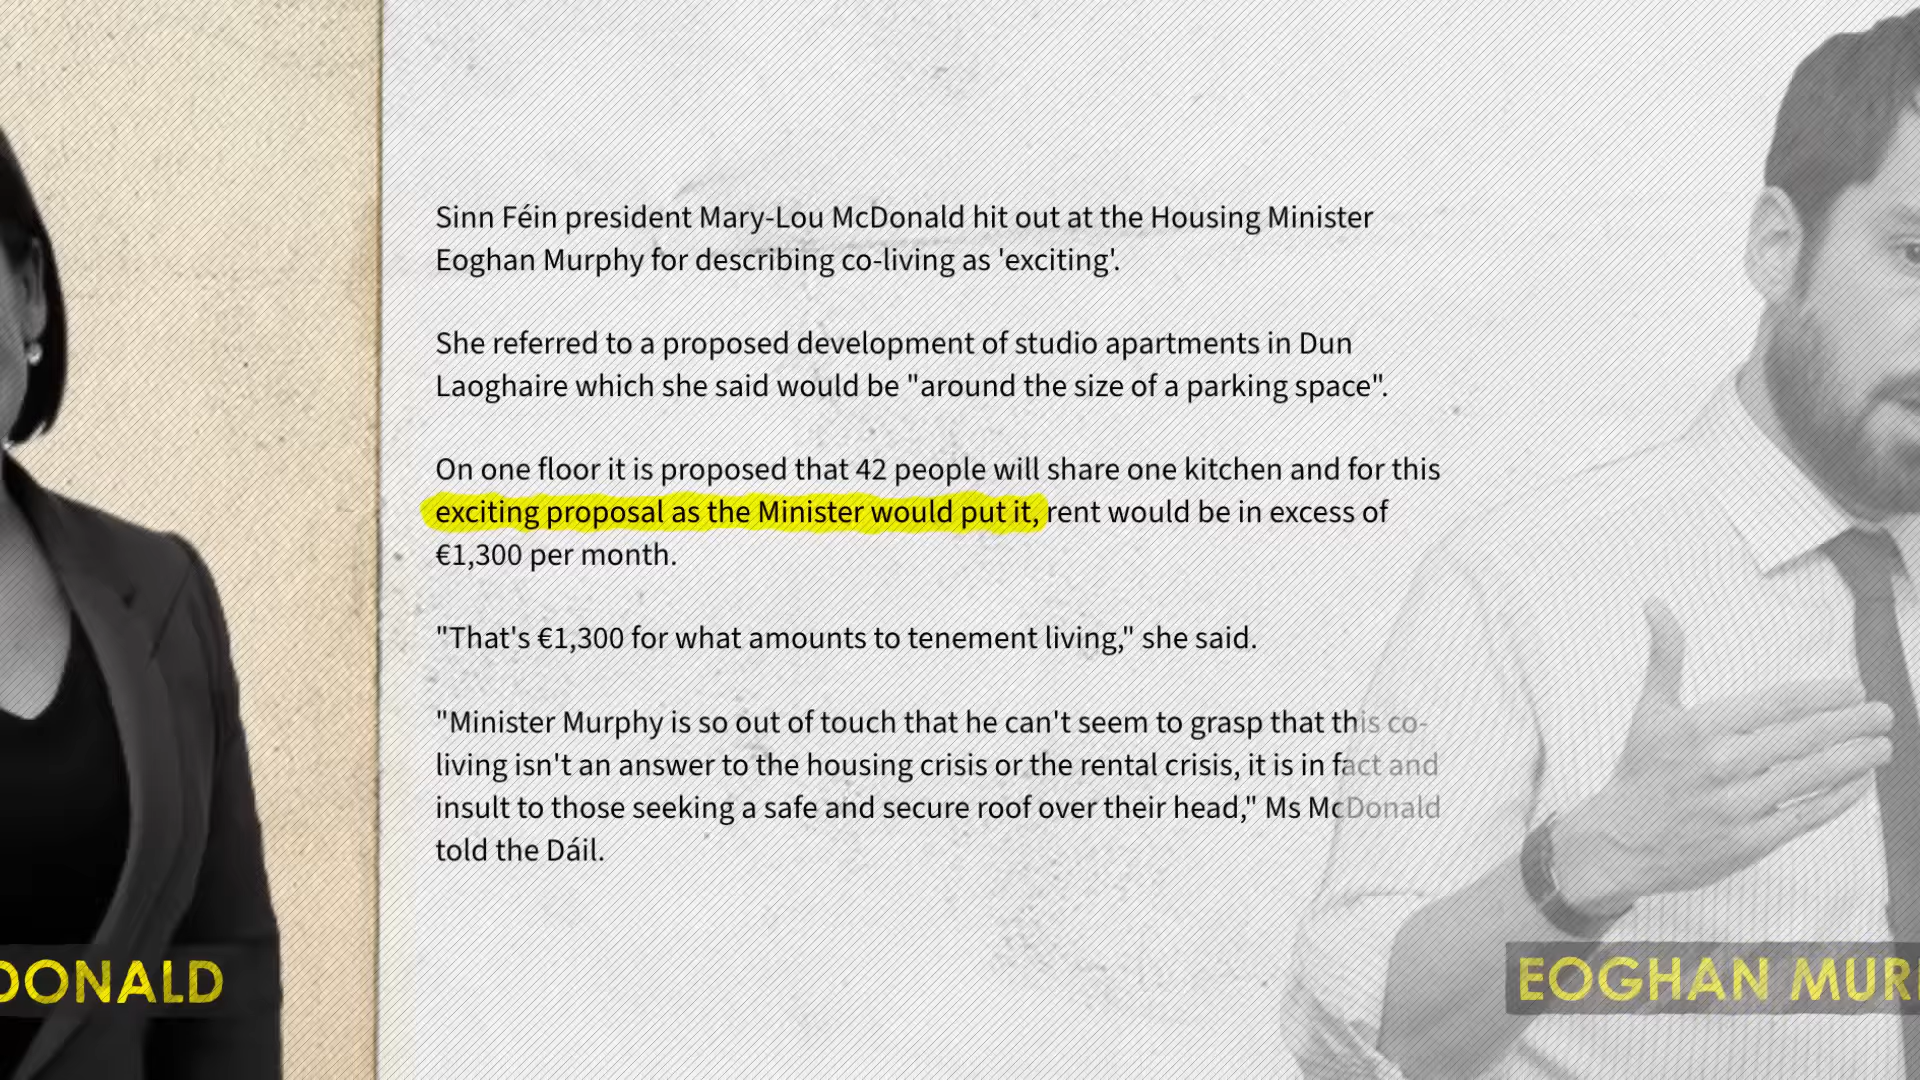 Sinn Féin president Mary-Lou McDonald hit out at the Housing Minister
Eoghan Murphy for describing co-living as 'exciting'.
She referred to a proposed development of studio apartments in Dun
Laoghaire which she said would be "around the size of a parking space".
On one floor it is proposed that 42 people will share one kitchen and for this
exciting proposal as the Minister would put it, rent would be in excess of
€1,300 per month.
"That's €1,300 for what amounts to tenement living," she said.
"Minister Murphy is so out of touch that he can't seem to grasp that this co-
living isn't an answer to the housing crisis or the rental crisis, it is in fact and
insult to those seeking a safe and secure roof over their head," Ms McDonald
told the Dáil.
DONALD
EOGHAN MUR